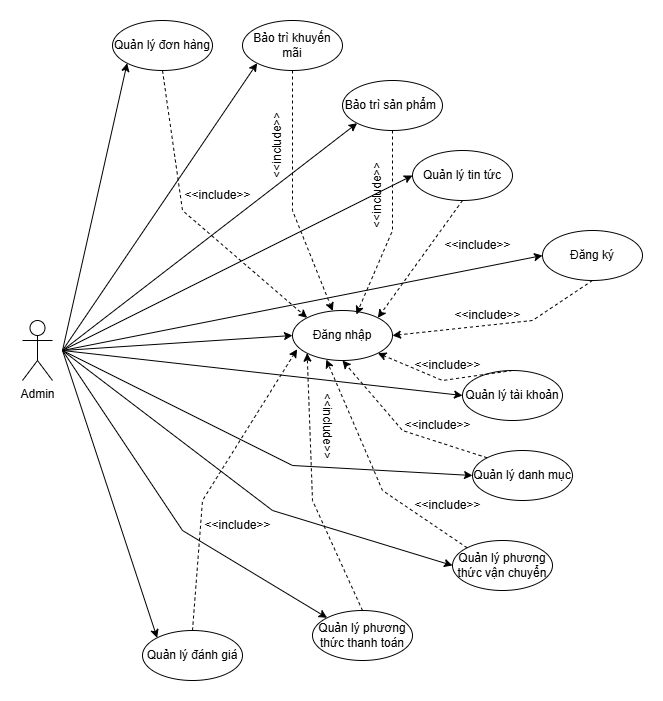 Quản lý đơn hàng
Bảo trì khuyến
mãi
Bảo trì sản phẩm
<<include>>
<<include>>
<<include>>
Quản lý tin tức
<<include>>
Đăng ký
<<include>>
Đăng nhập
<<include>>
Admin
Quản lý tài khoản
<<include>>
<<include>>
Quản lý danh mục
<<include>>
<<include>>
Quản lý phương
thức vận chuyển
Quản lý phương
thức thanh toán
Quản lý đánh giá